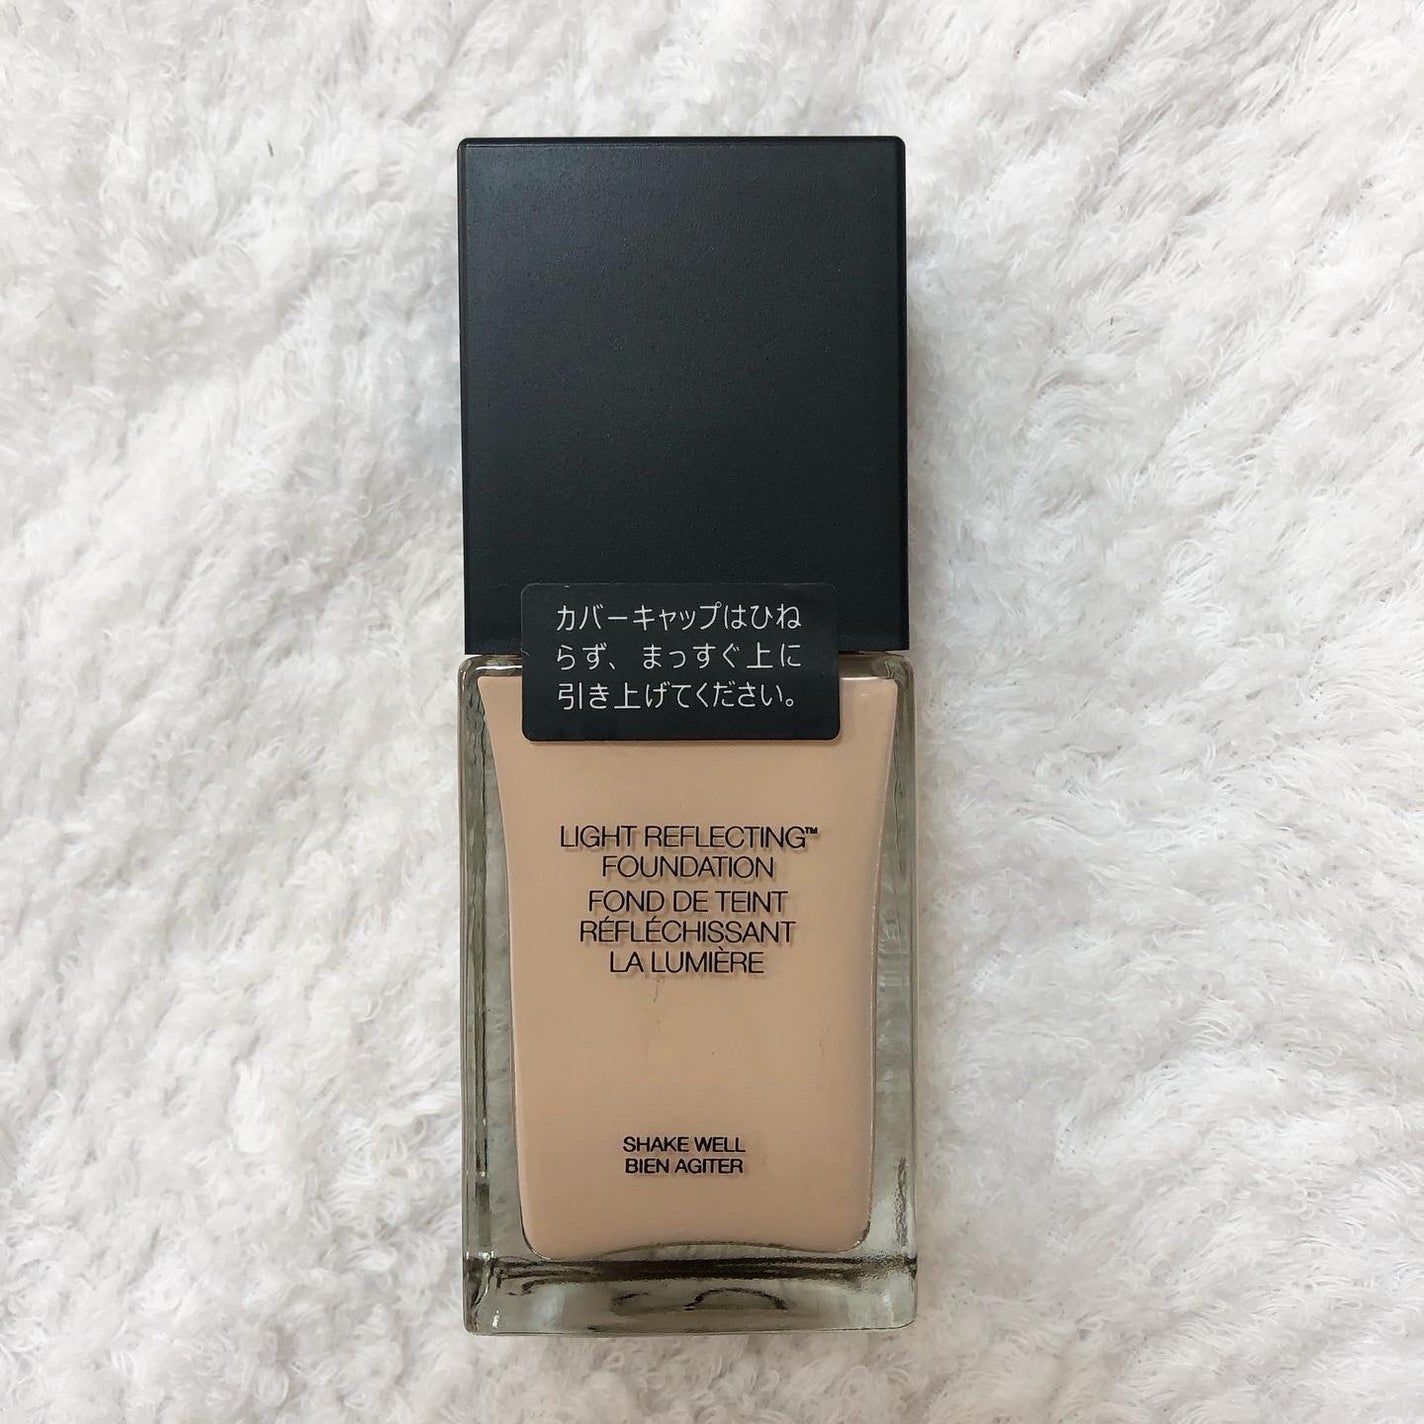 カバーキャップはひね
らず、まっすぐ上に
引き上げてください。
LIGHT REFLECTING™
FOUNDATION
FOND DE TEINT
RÉFLÉCHISSANT
LA LUMIÈRE
SHAKE WELL
BIEN AGITER